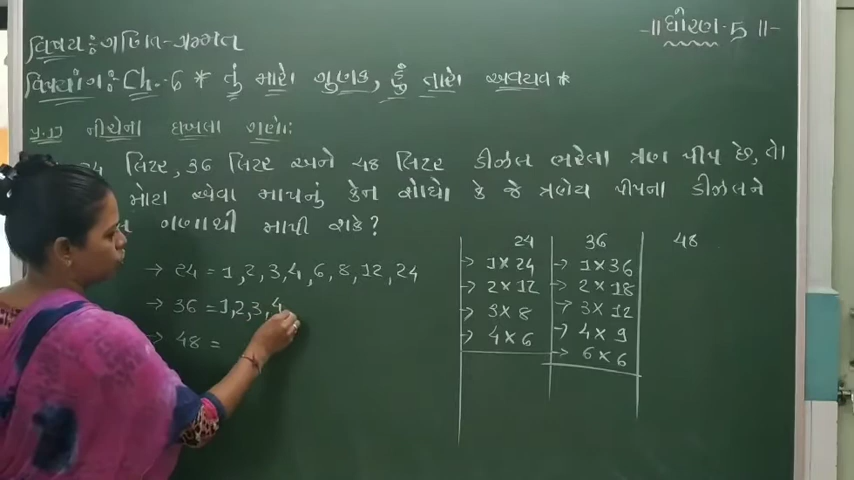 -॥ ધોરણ-5 ॥-
વિષય:ગણિત-ગમ્મત
વિષયાંગ:Ch.-6 * તું મારો ગુણક, હું તારો અવયવ *
પ્ર.17 નીચેના દાખલા ગણો:
24 લિટર, 36 લિટર અને 48 લિટર ડીઝલ ભરેલા ત્રણ પીપ છે, તો
મોટા એવા માપનું કેન શોધો કે જે ત્રણેય પીપના ડીઝલને
ગણાથી માપી શકે?
→ 24 = 1,2,3,4,6,8,12,24
→ 36 = 1,2,3,4
→ 48 =
24
→ 1×24
→ 2×12
→ 3×8
→ 4×6
36
→ 1×36
→ 2×18
→ 3×12
→ 4×9
→ 6×6
48